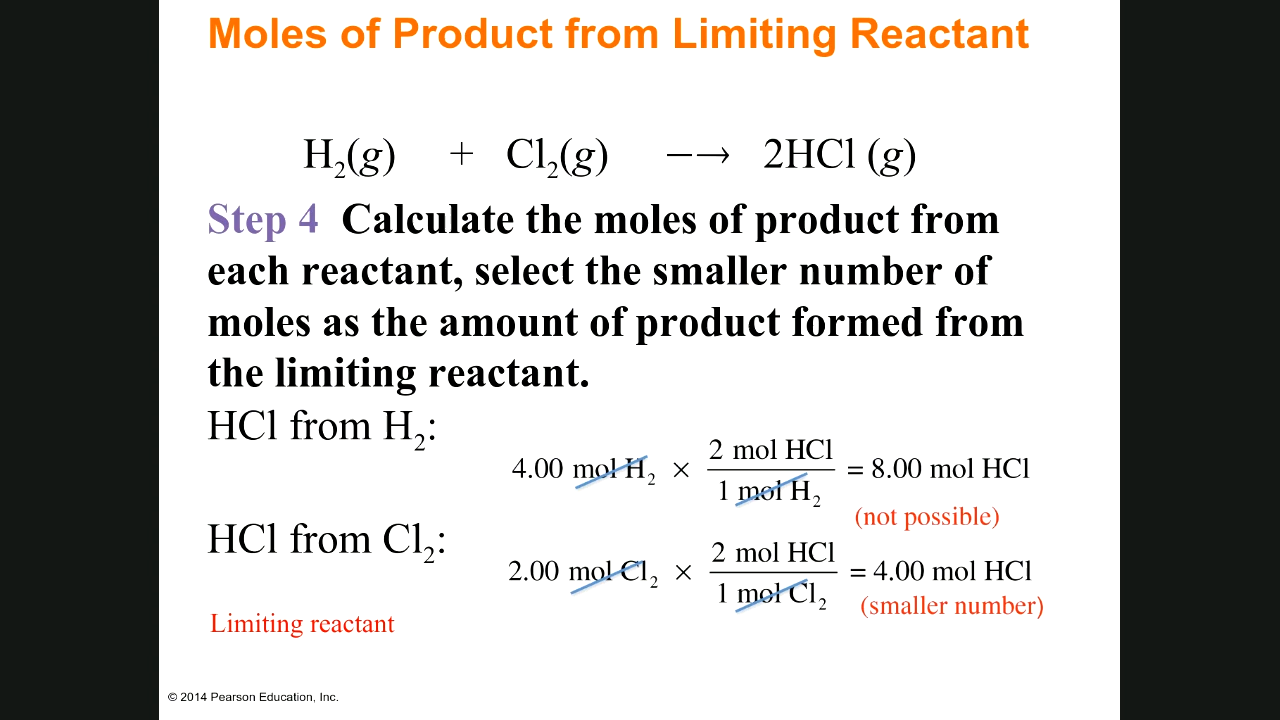 Moles of Product from Limiting Reactant
H₂(g) + Cl₂(g) ⟶ 2HCl (g)
Step 4 Calculate the moles of product from
each reactant, select the smaller number of
moles as the amount of product formed from
the limiting reactant.
HCl from H₂:
4.00 mol H₂ × 2 mol HCl / 1 mol H₂ = 8.00 mol HCl
(not possible)
HCl from Cl₂:
2.00 mol Cl₂ × 2 mol HCl / 1 mol Cl₂ = 4.00 mol HCl
(smaller number)
Limiting reactant
© 2014 Pearson Education, Inc.